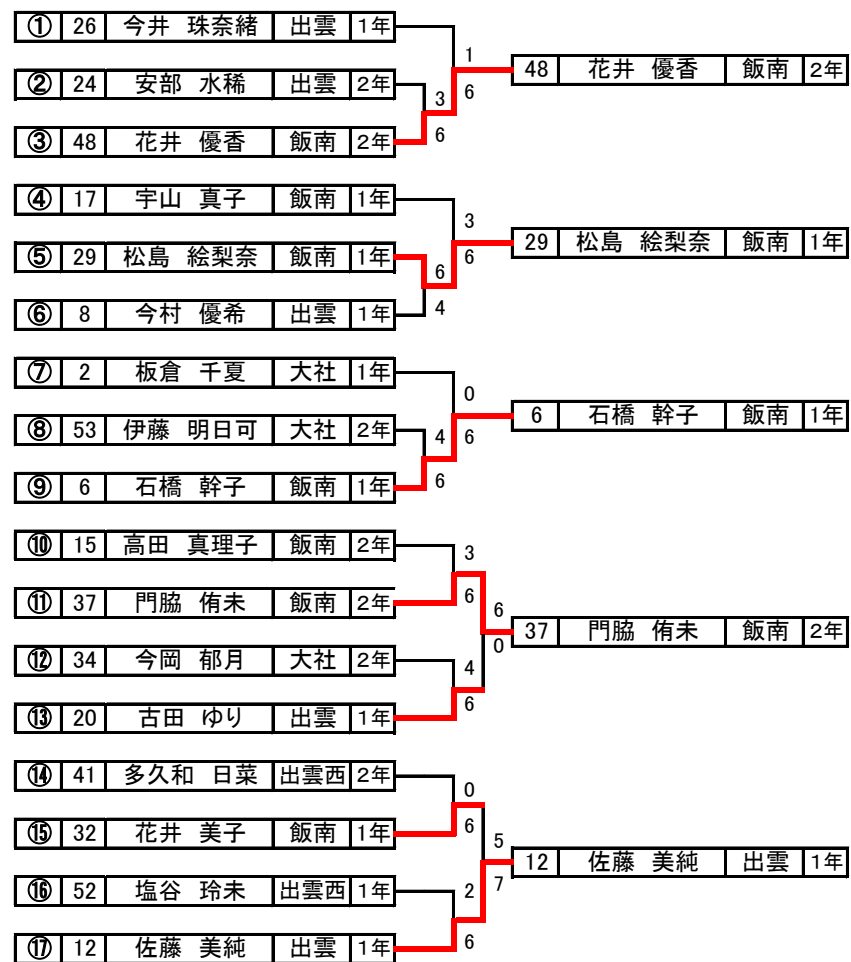 ① 26 今井 珠奈緒 出雲 1年
1
48 花井 優香 飯南 2年
② 24 安部 水稀 出雲 2年
3 6
③ 48 花井 優香 飯南 2年
6
④ 17 宇山 真子 飯南 1年
3
29 松島 絵梨奈 飯南 1年
⑤ 29 松島 絵梨奈 飯南 1年
6 6
⑥ 8 今村 優希 出雲 1年
4
⑦ 2 板倉 千夏 大社 1年
0
6 石橋 幹子 飯南 1年
⑧ 53 伊藤 明日可 大社 2年
4 6
⑨ 6 石橋 幹子 飯南 1年
6
⑩ 15 高田 真理子 飯南 2年
3
⑪ 37 門脇 侑未 飯南 2年
6 6
37 門脇 侑未 飯南 2年
0
⑫ 34 今岡 郁月 大社 2年
4
⑬ 20 古田 ゆり 出雲 1年
6
⑭ 41 多久和 日菜 出雲西 2年
0
⑮ 32 花井 美子 飯南 1年
6 5
12 佐藤 美純 出雲 1年
⑯ 52 塩谷 玲未 出雲西 1年
2 7
⑰ 12 佐藤 美純 出雲 1年
6